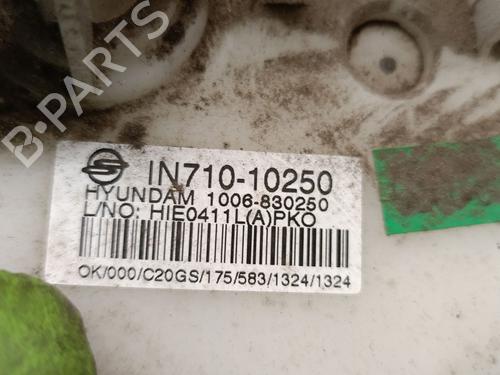 B-PARTS
IN710-10250
HYUNDAM 1006-830250
L/NO: HIE0411L(A)PKO
OK/000/C20GS/175/583/1324/1324